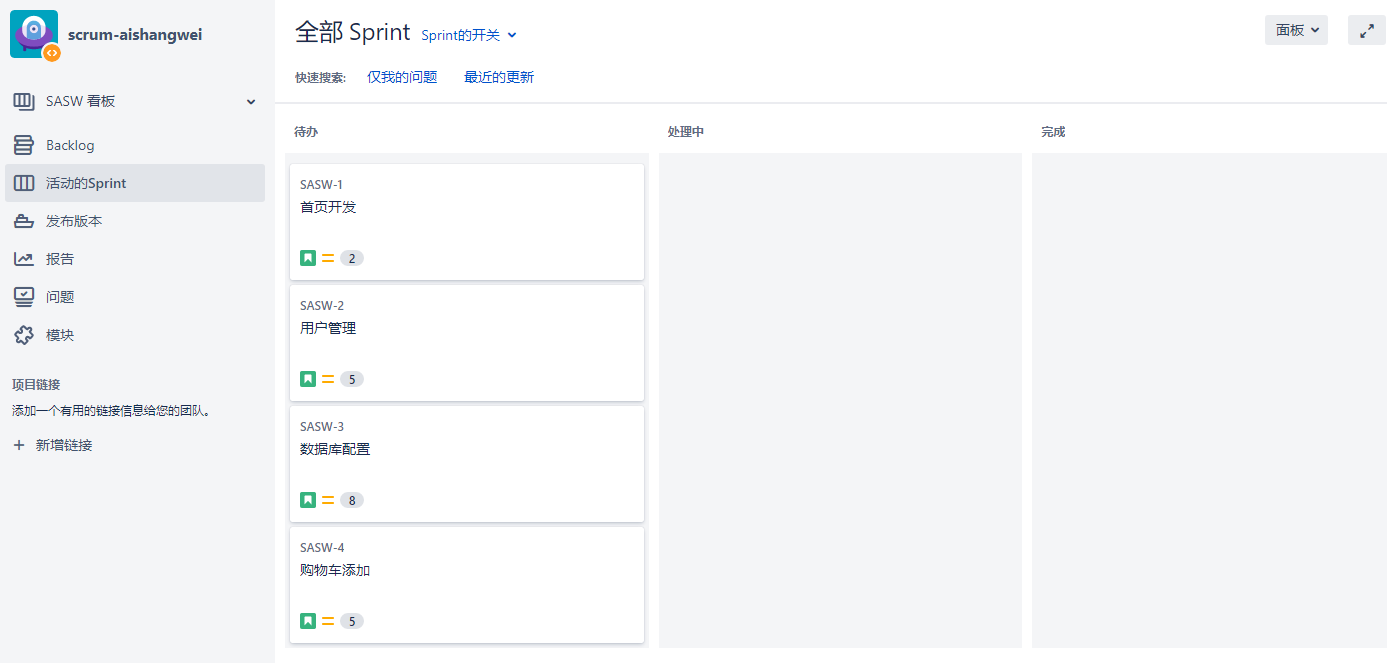 scrum-aishangwei
SASW 看板
Backlog
活动的Sprint
发布版本
报告
问题
模块
项目链接
添加一个有用的链接信息给您的团队。
新增链接
全部 Sprint Sprint的开关
面板
快速搜索: 仅我的问题 最近的更新
待办 处理中 完成
SASW-1
首页开发
2
SASW-2
用户管理
5
SASW-3
数据库配置
8
SASW-4
购物车添加
5